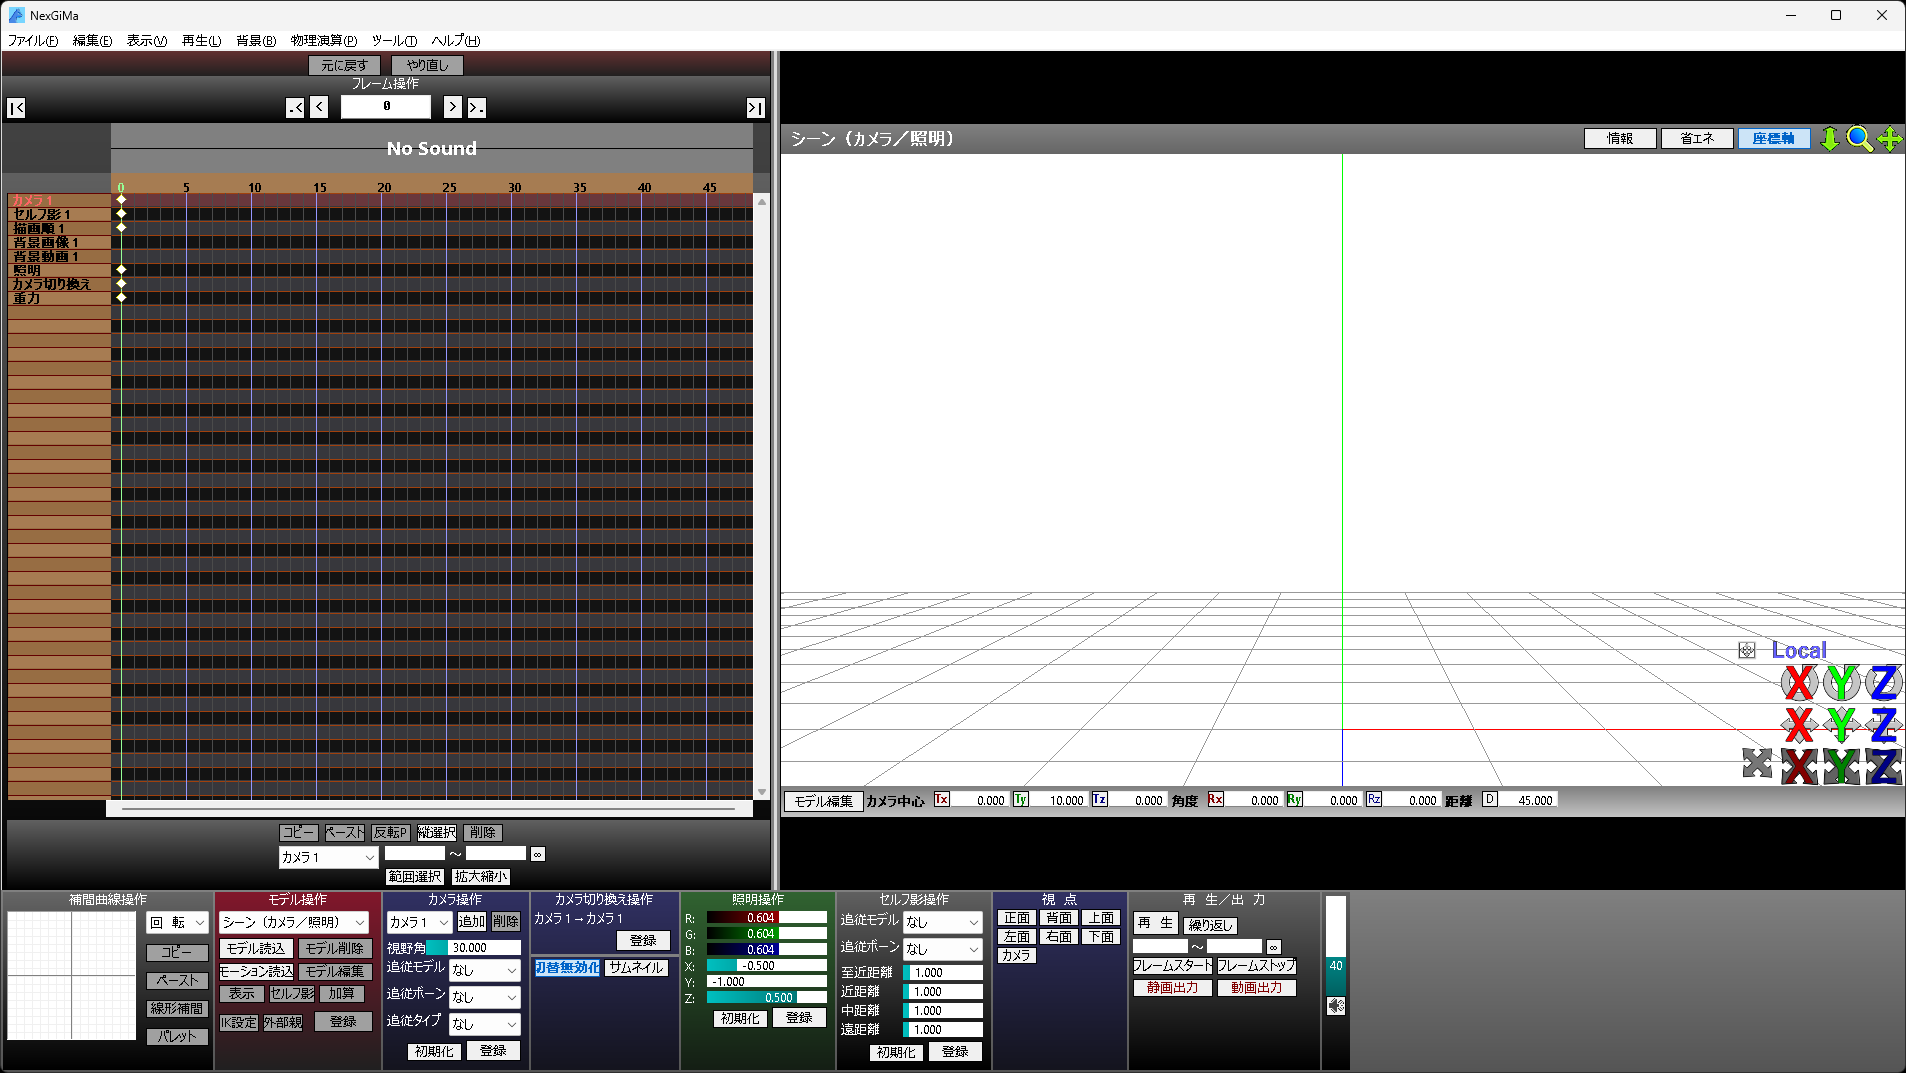 NexGiMa
ファイル(F) 編集(E) 表示(V) 再生(L) 背景(B) 物理演算(P) ツール(T) ヘルプ(H)
元に戻す やり直し
フレーム操作
|< .< < 0 > >. >|
No Sound
0 5 10 15 20 25 30 35 40 45
カメラ1
セルフ影1
描画順1
背景画像1
背景動画1
照明
カメラ切り換え
重力
コピー ペースト 反転P 縦選択 削除
カメラ1 ～ ∞
範囲選択 拡大縮小
シーン（カメラ／照明） 情報 省エネ 座標軸
Local
X Y Z
X Y Z
X Y Z
モデル編集 カメラ中心 Tx 0.000 Ty 10.000 Tz 0.000 角度 Rx 0.000 Ry 0.000 Rz 0.000 距離 D 45.000
補間曲線操作
回 転
コピー
ペースト
線形補間
パレット
モデル操作
シーン（カメラ／照明）
モデル読込 モデル削除
モーション読込 モデル編集
表示 セルフ影 加算
IK設定 外部親 登録
カメラ操作
カメラ1 追加 削除
視野角 30.000
追従モデル なし
追従ボーン なし
追従タイプ なし
初期化 登録
カメラ切り換え操作
カメラ1→カメラ1
登録
切替無効化 サムネイル
照明操作
R: 0.604
G: 0.604
B: 0.604
X: -0.500
Y: -1.000
Z: 0.500
初期化 登録
セルフ影操作
追従モデル なし
追従ボーン なし
至近距離 1.000
近距離 1.000
中距離 1.000
遠距離 1.000
初期化 登録
視 点
正面 背面 上面
左面 右面 下面
カメラ
再 生／出 力
再 生 繰り返し
～ ∞
フレームスタート フレームストップ
静画出力 動画出力
40